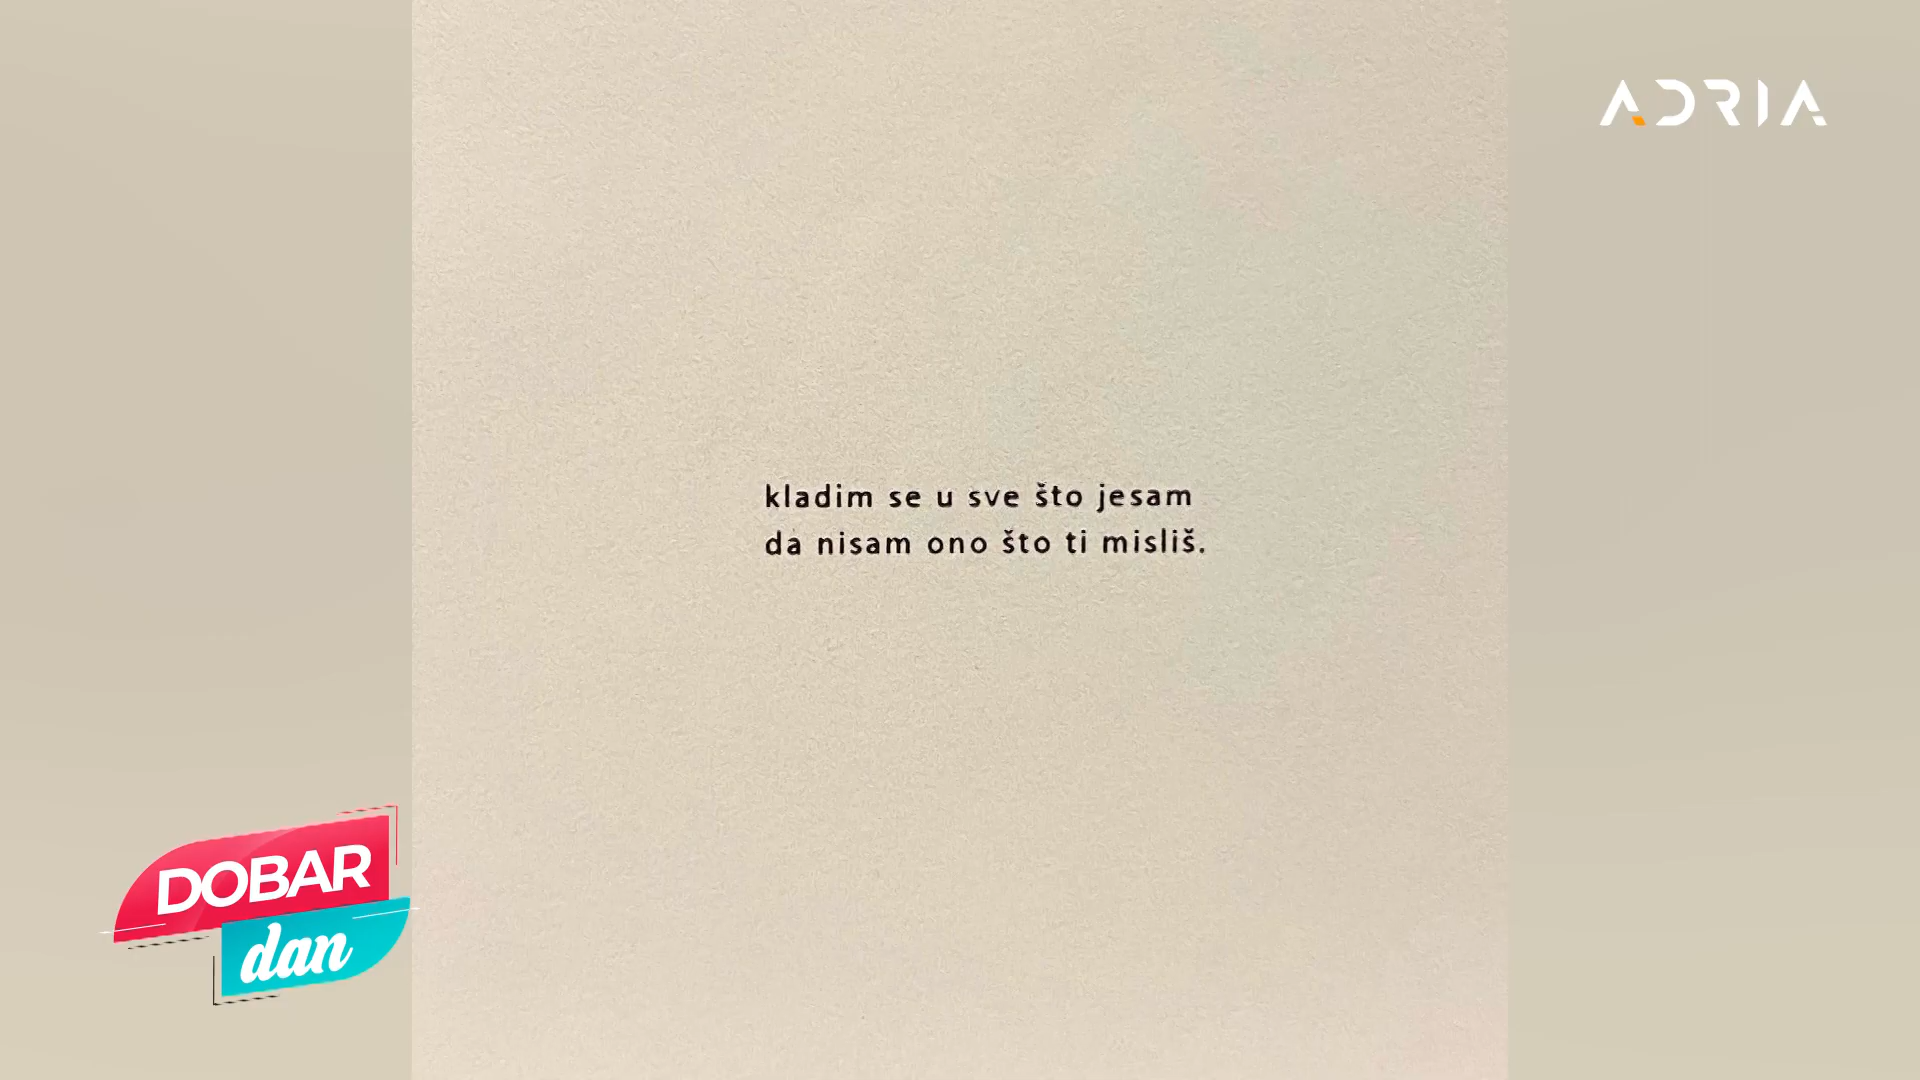 ADRIA
kladim se u sve što jesam
da nisam ono što ti misliš.
DOBAR
dan